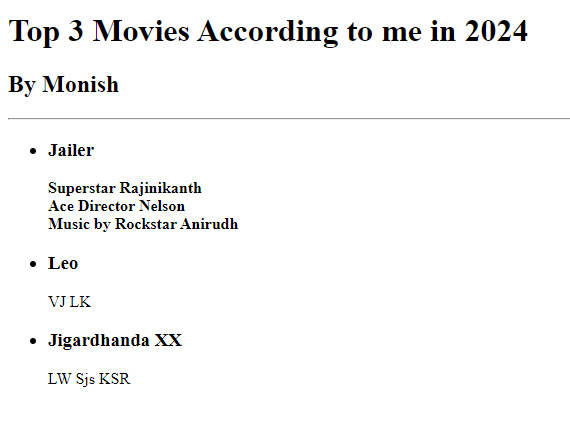 Top 3 Movies According to me in 2024
By Monish
Jailer
Superstar Rajinikanth
Ace Director Nelson
Music by Rockstar Anirudh
Leo
VJ LK
Jigardhanda XX
LW Sjs KSR